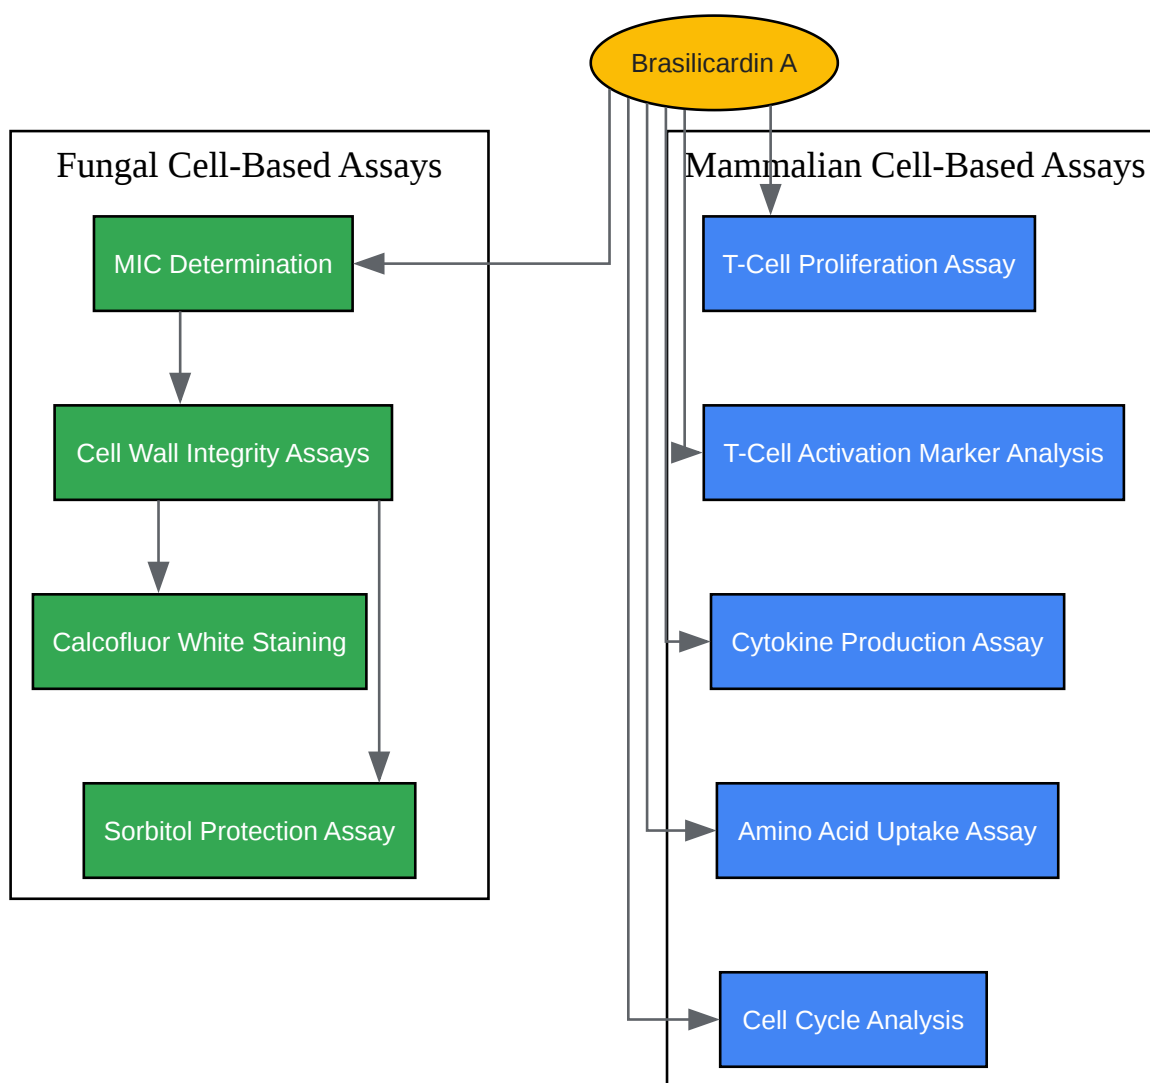 Brasilicardin A
Fungal Cell-Based Assays
MIC Determination
Cell Wall Integrity Assays
Calcofluor White Staining
Sorbitol Protection Assay
Mammalian Cell-Based Assays
T-Cell Proliferation Assay
T-Cell Activation Marker Analysis
Cytokine Production Assay
Amino Acid Uptake Assay
Cell Cycle Analysis